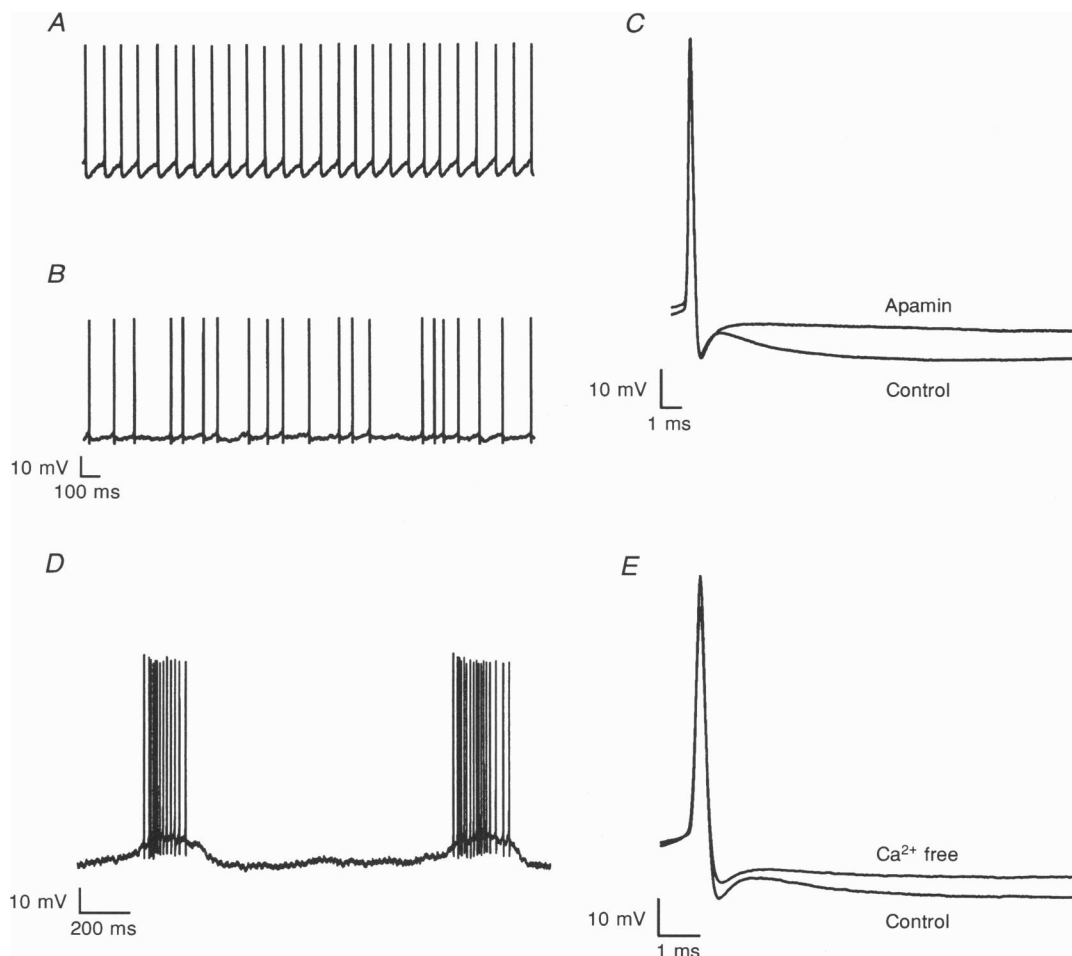 A
B
10 mV
100 ms
C
Apamin
Control
10 mV
1 ms
D
10 mV
200 ms
E
Ca²⁺ free
Control
10 mV
1 ms